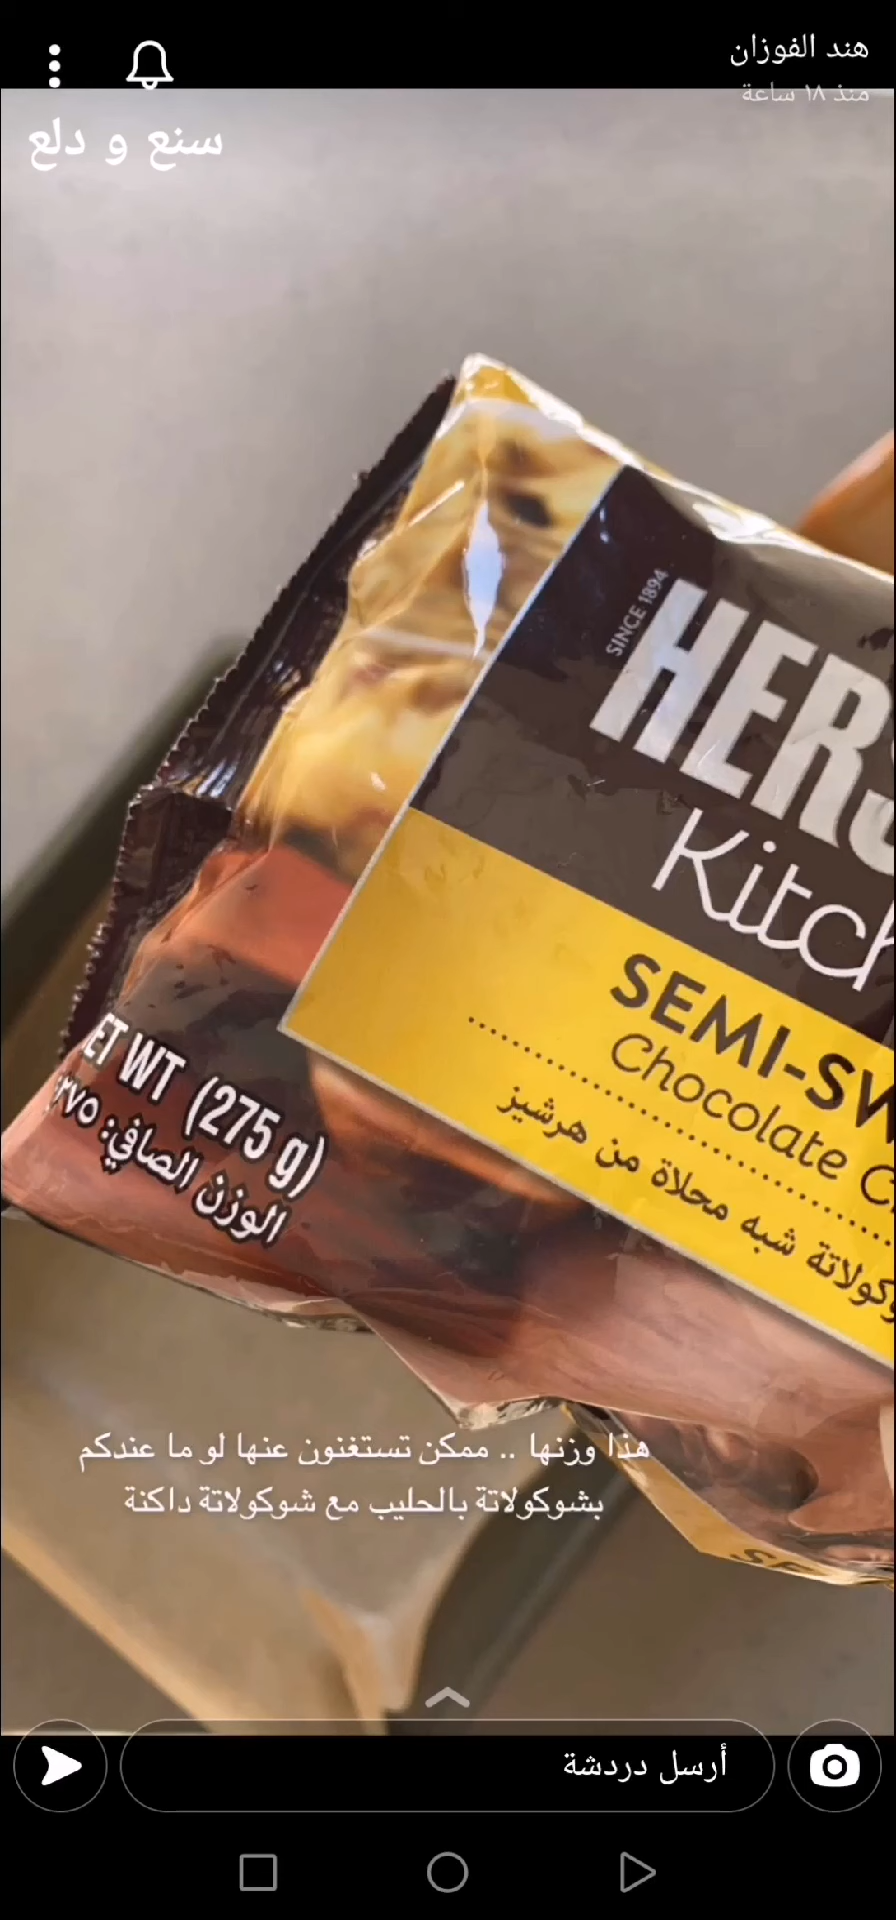 هند الفوزان
منذ ١٨ ساعة
سنع و دلع
SINCE 1894
HERS
Kitch
SEMI-SW
Chocolate C
وكولاتة شبه محلاة من هرشيز
ET WT (275 g)
الوزن الصافي: ٢٧٥
هذا وزنها .. ممكن تستغنون عنها لو ما عندكم
بشوكولاتة بالحليب مع شوكولاتة داكنة
أرسل دردشة